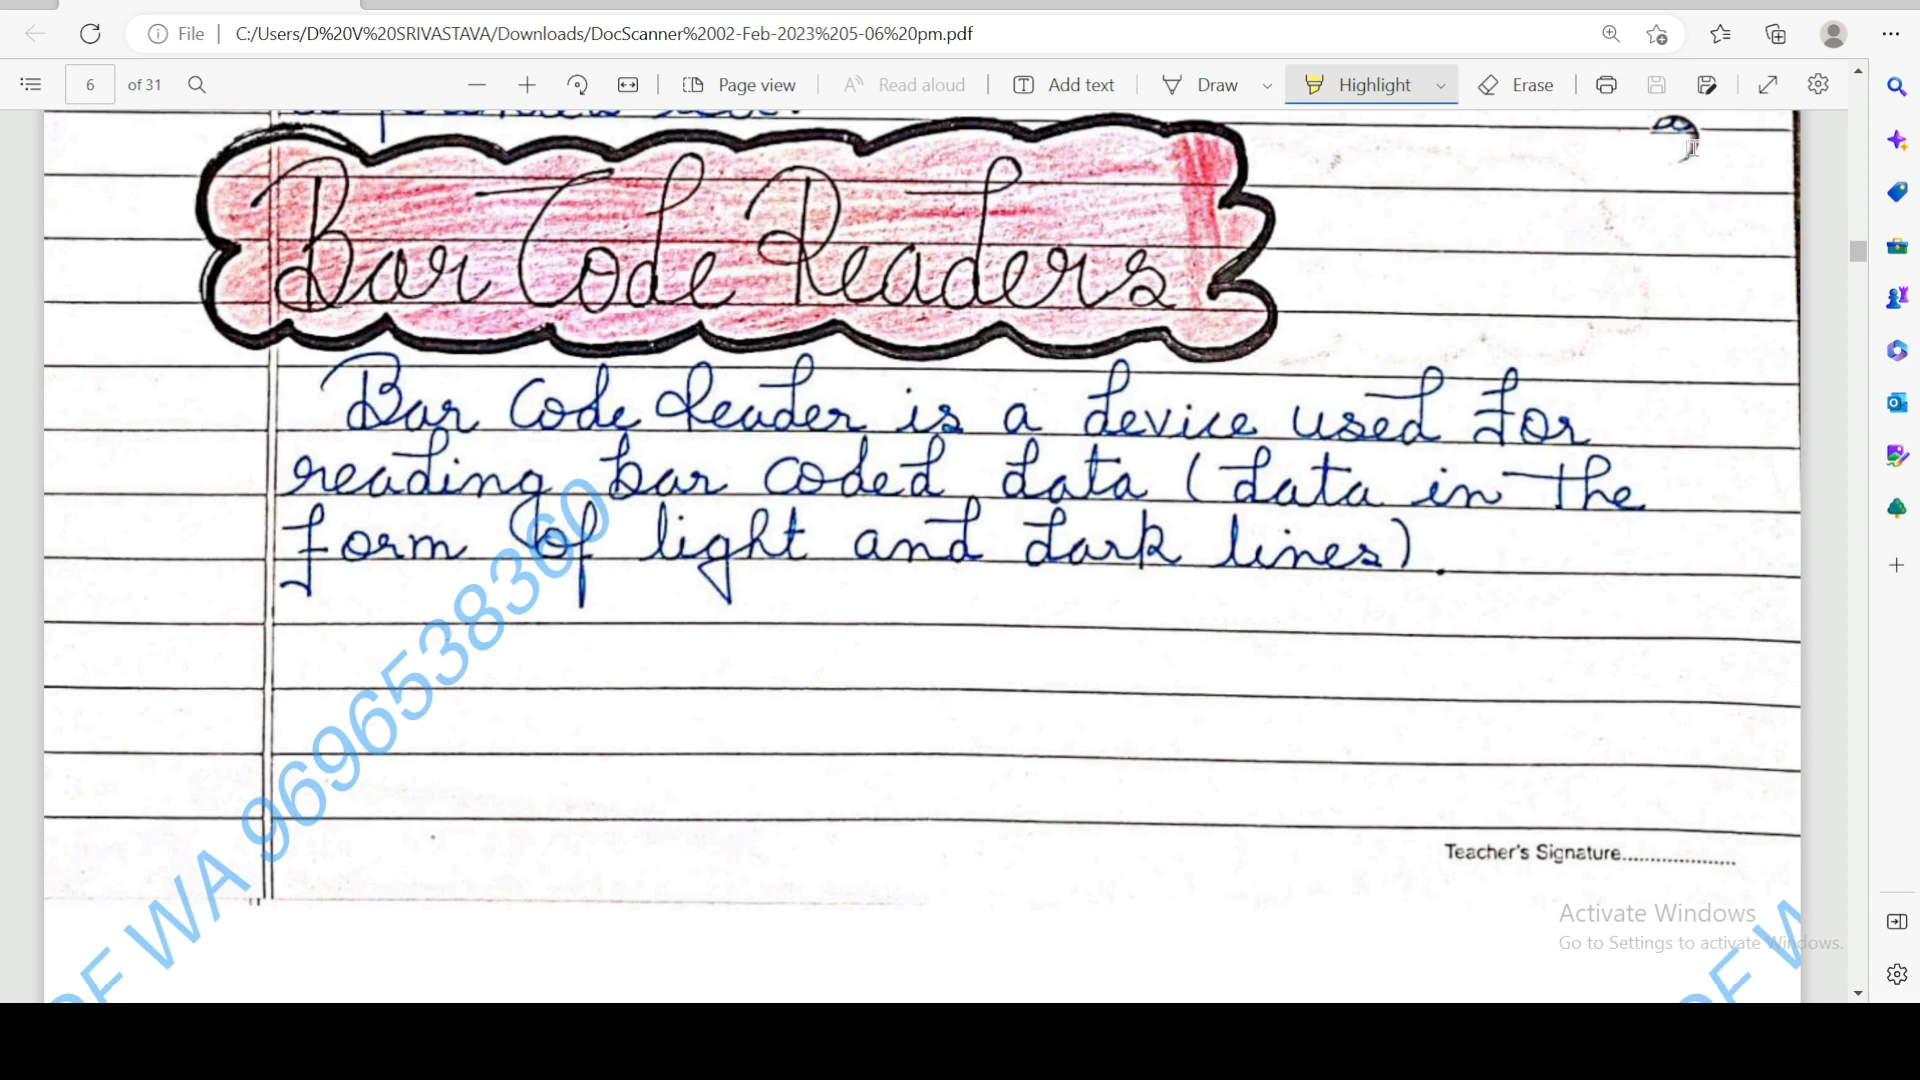 File
C:/Users/D%20V%20SRIVASTAVA/Downloads/DocScanner%2002-Feb-2023%205-06%20pm.pdf
6 of 31
Page view
Read aloud
Add text
Draw
Highlight
Erase
Bar Code Readers
Bar Code Reader is a device used for
reading bar coded data (data in the
form of light and dark lines).
WA 9696538360
Teacher's Signature....................
Activate Windows
Go to Settings to activate Windows.